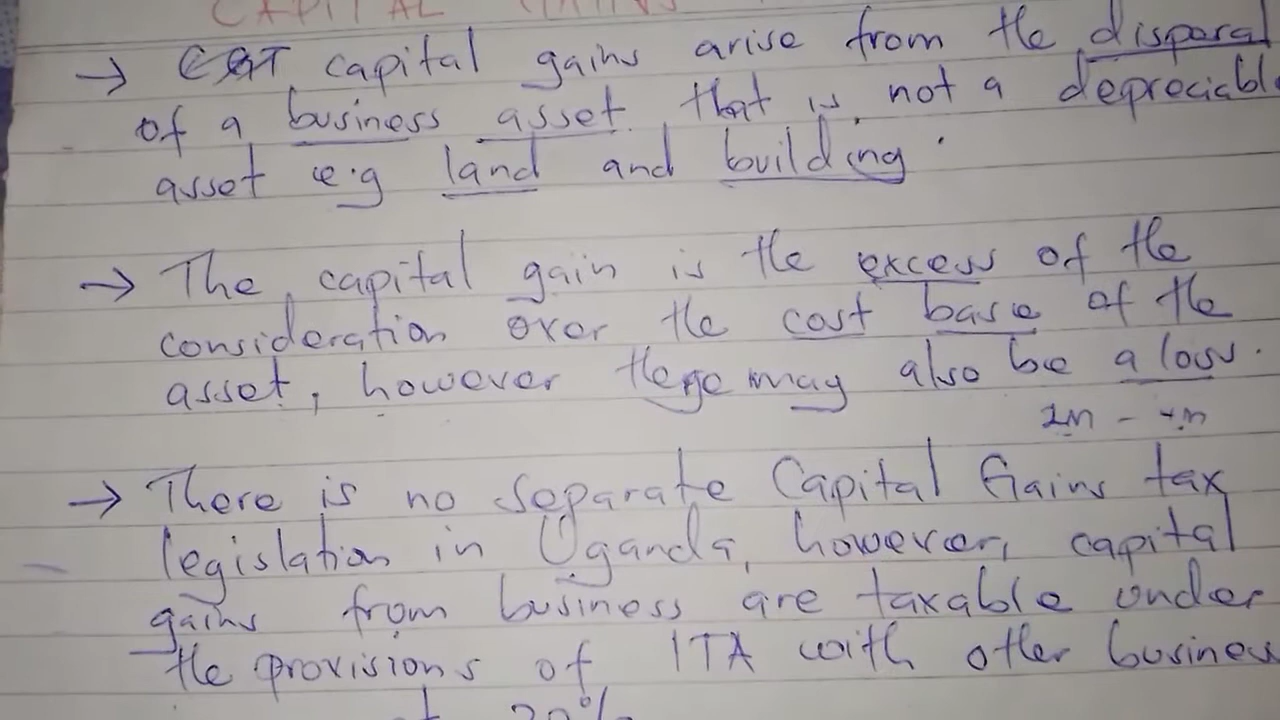 CAPITAL GAINS
→ CGT capital gains arise from the disposal
of a business asset that is not a depreciable
asset e.g land and building.
→ The capital gain is the excess of the
consideration over the cost base of the
asset, however there may also be a loss.
2m -
→ There is no separate Capital Gains tax
legislation in Uganda, however, capital
gains from business are taxable under
the provisions of ITA with other business